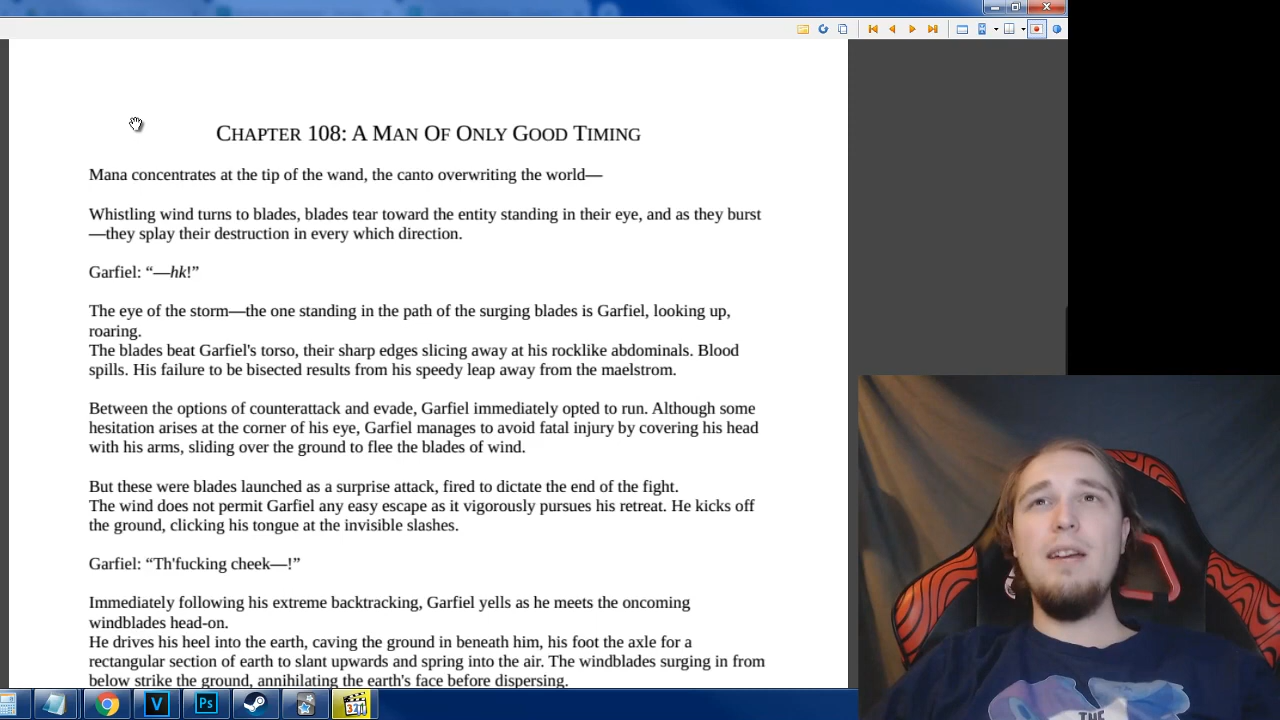 CHAPTER 108: A MAN OF ONLY GOOD TIMING
Mana concentrates at the tip of the wand, the canto overwriting the world—
Whistling wind turns to blades, blades tear toward the entity standing in their eye, and as they burst
—they splay their destruction in every which direction.
Garfiel: “—hk!”
The eye of the storm—the one standing in the path of the surging blades is Garfiel, looking up,
roaring.
The blades beat Garfiel's torso, their sharp edges slicing away at his rocklike abdominals. Blood
spills. His failure to be bisected results from his speedy leap away from the maelstrom.
Between the options of counterattack and evade, Garfiel immediately opted to run. Although some
hesitation arises at the corner of his eye, Garfiel manages to avoid fatal injury by covering his head
with his arms, sliding over the ground to flee the blades of wind.
But these were blades launched as a surprise attack, fired to dictate the end of the fight.
The wind does not permit Garfiel any easy escape as it vigorously pursues his retreat. He kicks off
the ground, clicking his tongue at the invisible slashes.
Garfiel: “Th'fucking cheek—!”
Immediately following his extreme backtracking, Garfiel yells as he meets the oncoming
windblades head-on.
He drives his heel into the earth, caving the ground in beneath him, his foot the axle for a
rectangular section of earth to slant upwards and spring into the air. The windblades surging in from
below strike the ground, annihilating the earth's face before dispersing.
V
Ps
321
THE